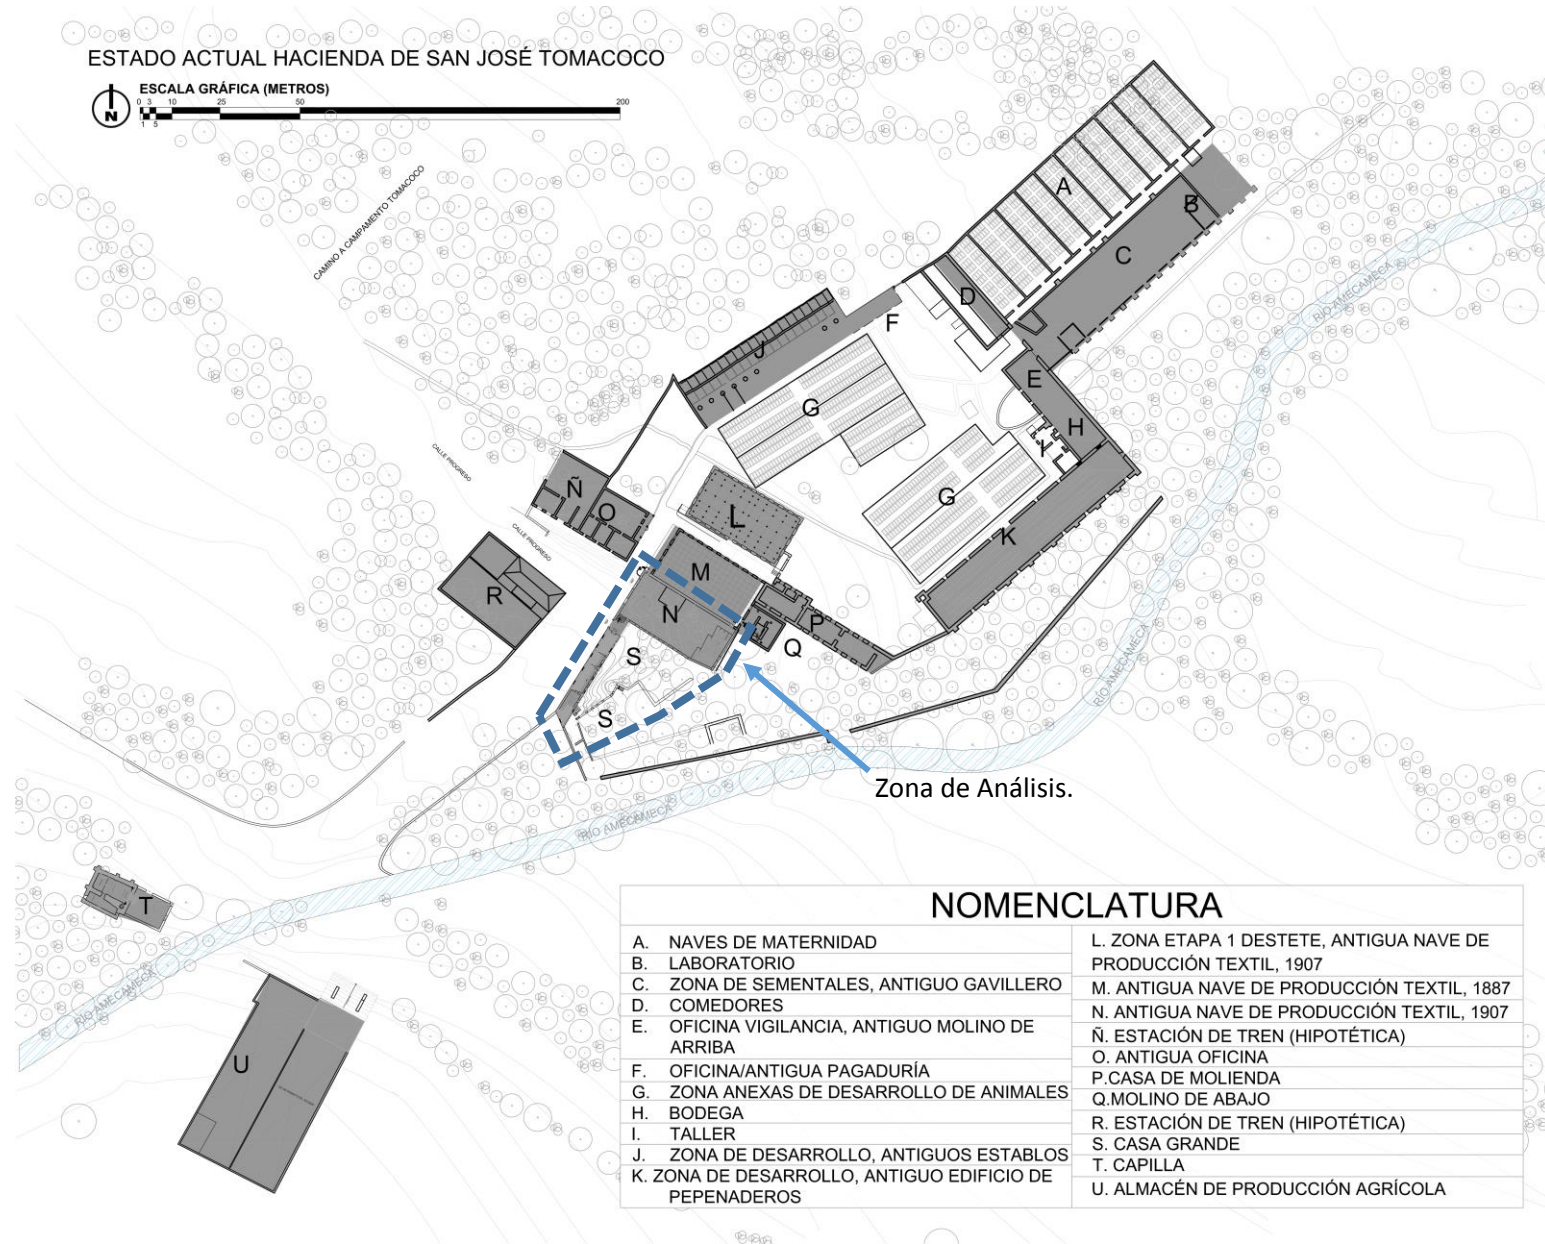 ESTADO ACTUAL HACIENDA DE SAN JOSÉ TOMACOCO
ESCALA GRÁFICA (METROS)
0 3 10 25 50 200
1 5
N
CAMINO A CAMPAMENTO TOMACOCO
A
B
C
RÍO AMECAMECA
D
F
J
E
G
H
I
CALLE PROGRESO
G
Ñ
L
O
K
CALLE PROGRESO
M
R
N
P
Q
S
RÍO AMECAMECA
S
Zona de Análisis.
RÍO AMECAMECA
T
RÍO AMECAMECA
U
NOMENCLATURA
A. NAVES DE MATERNIDAD
B. LABORATORIO
C. ZONA DE SEMENTALES, ANTIGUO GAVILLERO
D. COMEDORES
E. OFICINA VIGILANCIA, ANTIGUO MOLINO DE
ARRIBA
F. OFICINA/ANTIGUA PAGADURÍA
G. ZONA ANEXAS DE DESARROLLO DE ANIMALES
H. BODEGA
I. TALLER
J. ZONA DE DESARROLLO, ANTIGUOS ESTABLOS
K. ZONA DE DESARROLLO, ANTIGUO EDIFICIO DE
PEPENADEROS
L. ZONA ETAPA 1 DESTETE, ANTIGUA NAVE DE
PRODUCCIÓN TEXTIL, 1907
M. ANTIGUA NAVE DE PRODUCCIÓN TEXTIL, 1887
N. ANTIGUA NAVE DE PRODUCCIÓN TEXTIL, 1907
Ñ. ESTACIÓN DE TREN (HIPOTÉTICA)
O. ANTIGUA OFICINA
P.CASA DE MOLIENDA
Q.MOLINO DE ABAJO
R. ESTACIÓN DE TREN (HIPOTÉTICA)
S. CASA GRANDE
T. CAPILLA
U. ALMACÉN DE PRODUCCIÓN AGRÍCOLA